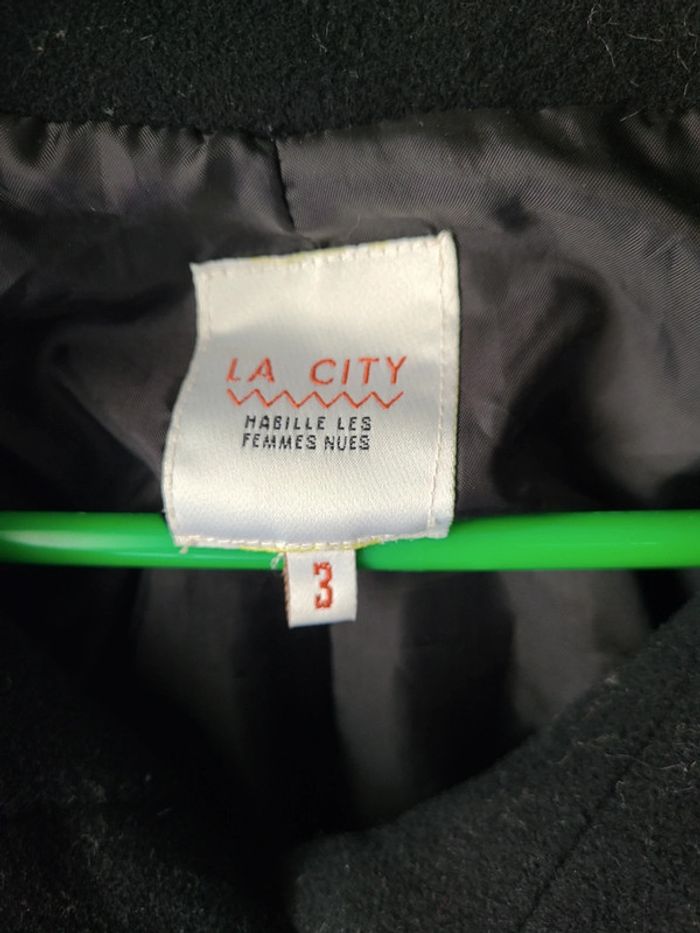 LA CITY
HABILLE LES
FEMMES NUES
3